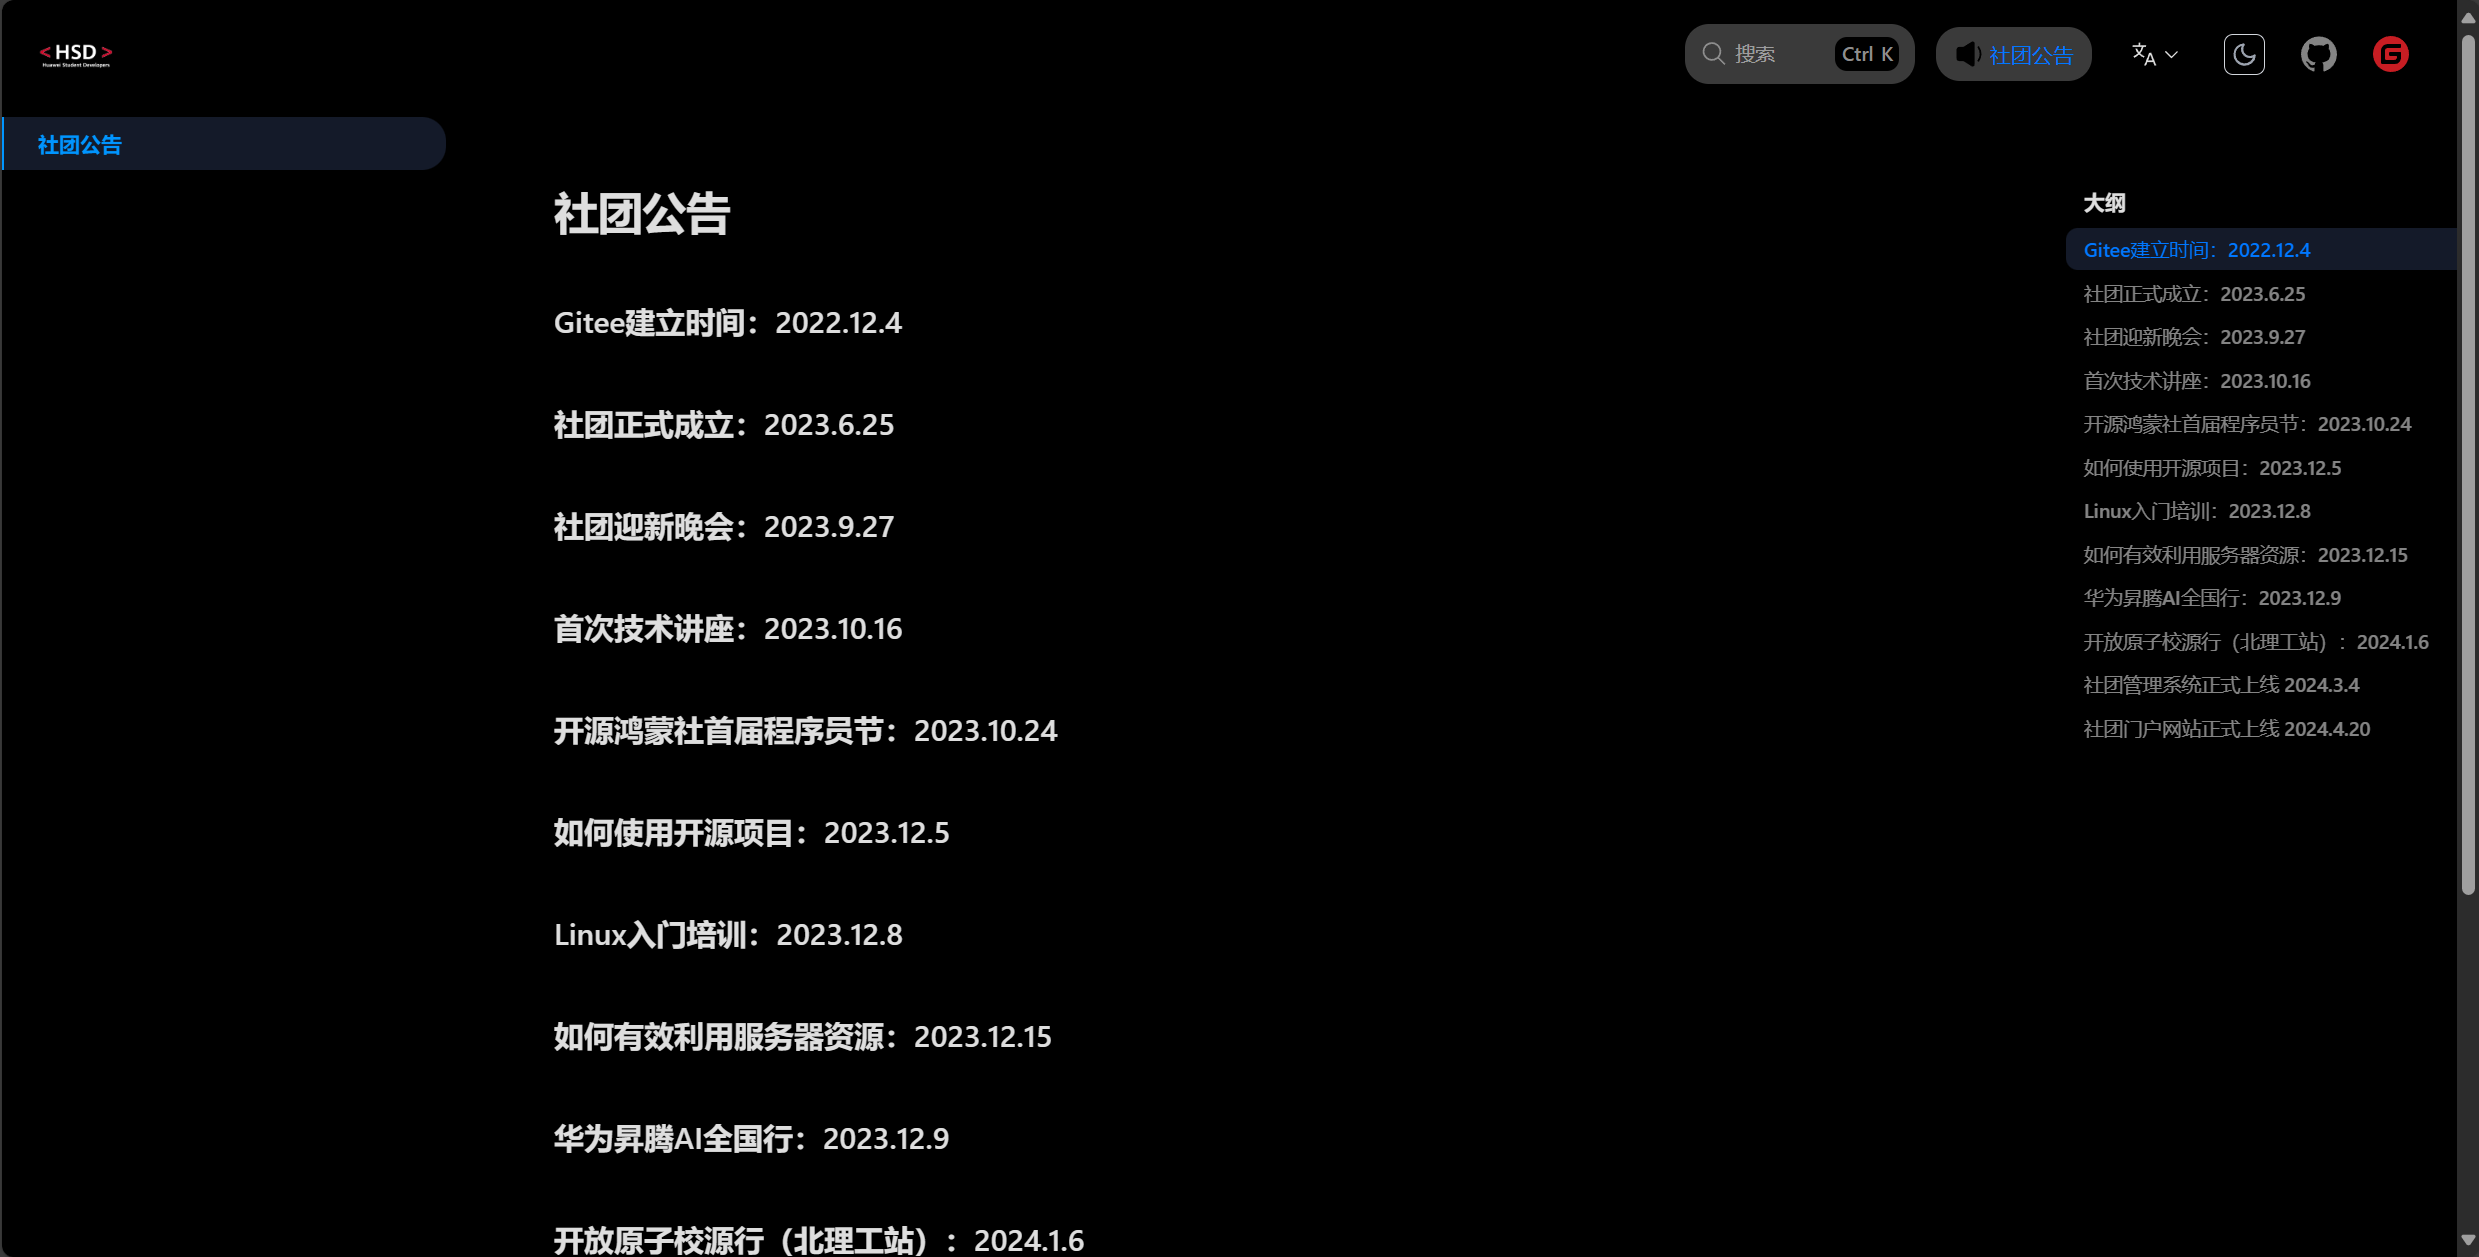 < HSD >
Huawei Student Developers
搜索
Ctrl K
社团公告
社团公告
社团公告
Gitee建立时间：2022.12.4
社团正式成立：2023.6.25
社团迎新晚会：2023.9.27
首次技术讲座：2023.10.16
开源鸿蒙社首届程序员节：2023.10.24
如何使用开源项目：2023.12.5
Linux入门培训：2023.12.8
如何有效利用服务器资源：2023.12.15
华为昇腾AI全国行：2023.12.9
开放原子校源行（北理工站）：2024.1.6
大纲
Gitee建立时间：2022.12.4
社团正式成立：2023.6.25
社团迎新晚会：2023.9.27
首次技术讲座：2023.10.16
开源鸿蒙社首届程序员节：2023.10.24
如何使用开源项目：2023.12.5
Linux入门培训：2023.12.8
如何有效利用服务器资源：2023.12.15
华为昇腾AI全国行：2023.12.9
开放原子校源行（北理工站）：2024.1.6
社团管理系统正式上线 2024.3.4
社团门户网站正式上线 2024.4.20